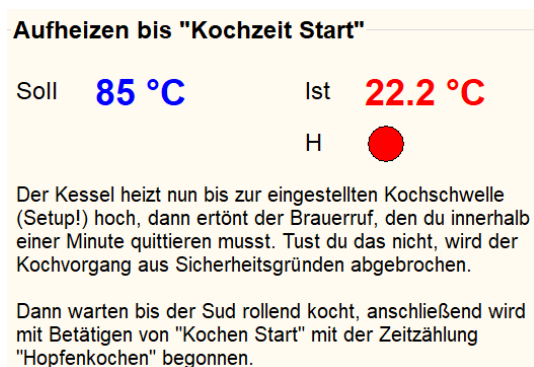 Aufheizen bis "Kochzeit Start"
Soll 85 °C Ist 22.2 °C
H
Der Kessel heizt nun bis zur eingestellten Kochschwelle
(Setup!) hoch, dann ertönt der Brauerruf, den du innerhalb
einer Minute quittieren musst. Tust du das nicht, wird der
Kochvorgang aus Sicherheitsgründen abgebrochen.
Dann warten bis der Sud rollend kocht, anschließend wird
mit Betätigen von "Kochen Start" mit der Zeitzählung
"Hopfenkochen" begonnen.